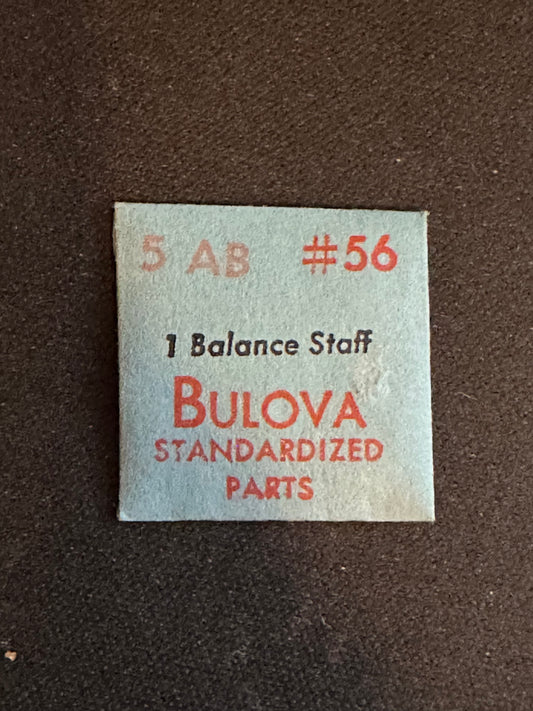 5 AB #56
1 Balance Staff
BULOVA
STANDARDIZED
PARTS